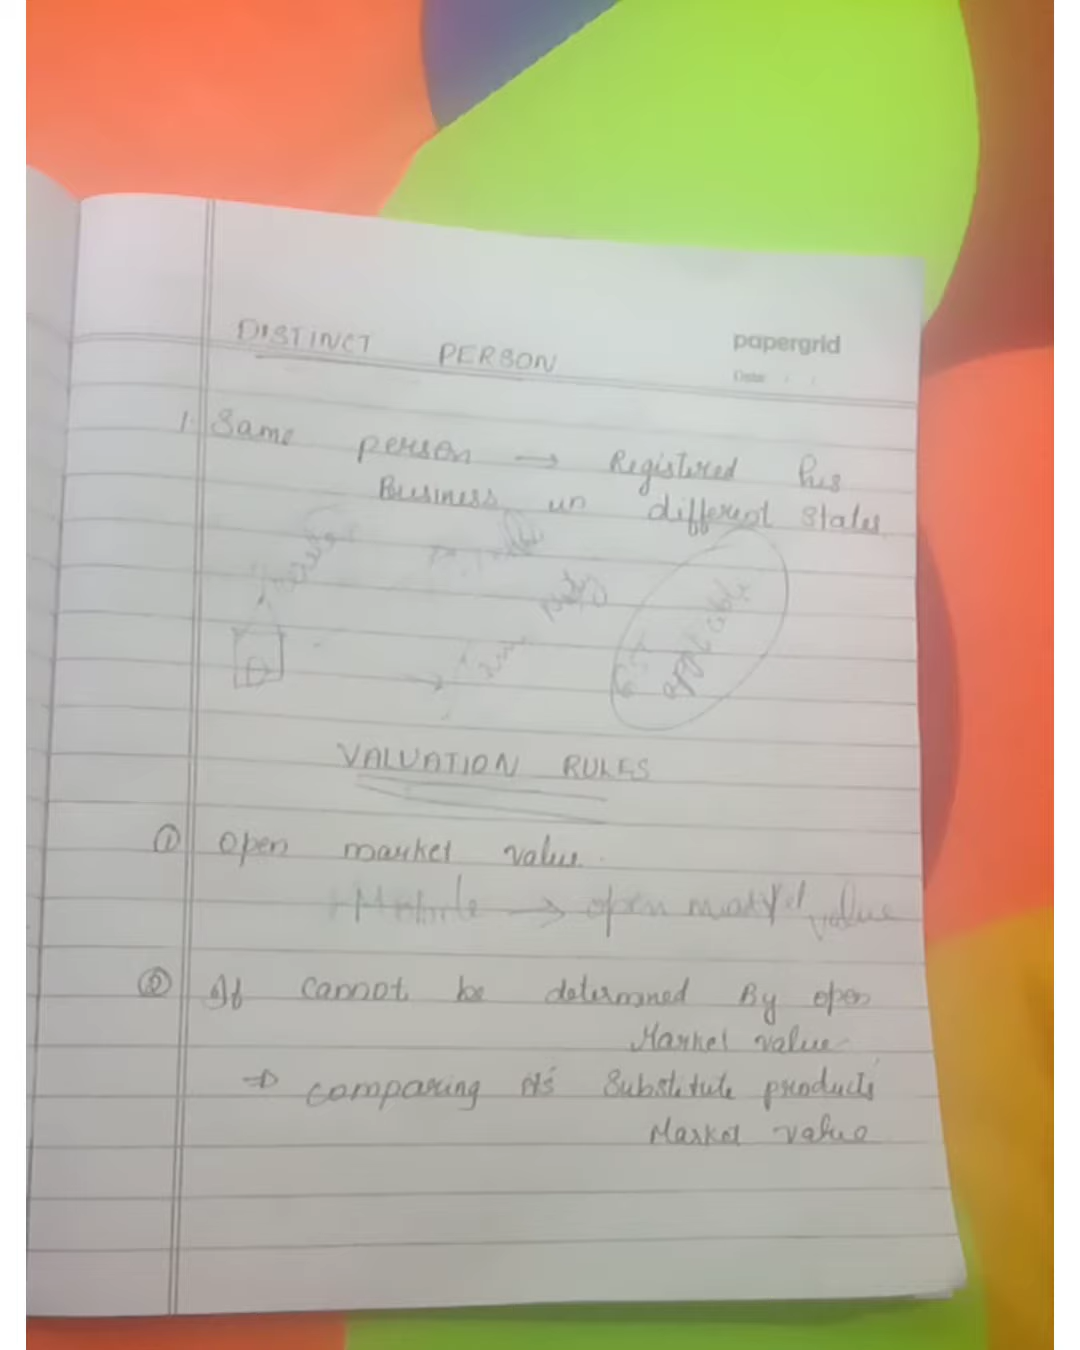 DISTINCT PERSON
papergrid
Date
1. Same person → Registered his
Business in different states.
GST
applicable
VALUATION RULES
① open market value.
→ open market value
② If cannot be determined By open
Market value
⇒ comparing its Substitute products
Market value